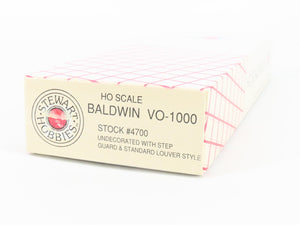 STEWART
HOBBIES
HO SCALE
BALDWIN VO-1000
STOCK #4700
UNDECORATED WITH STEP
GUARD & STANDARD LOUVER STYLE